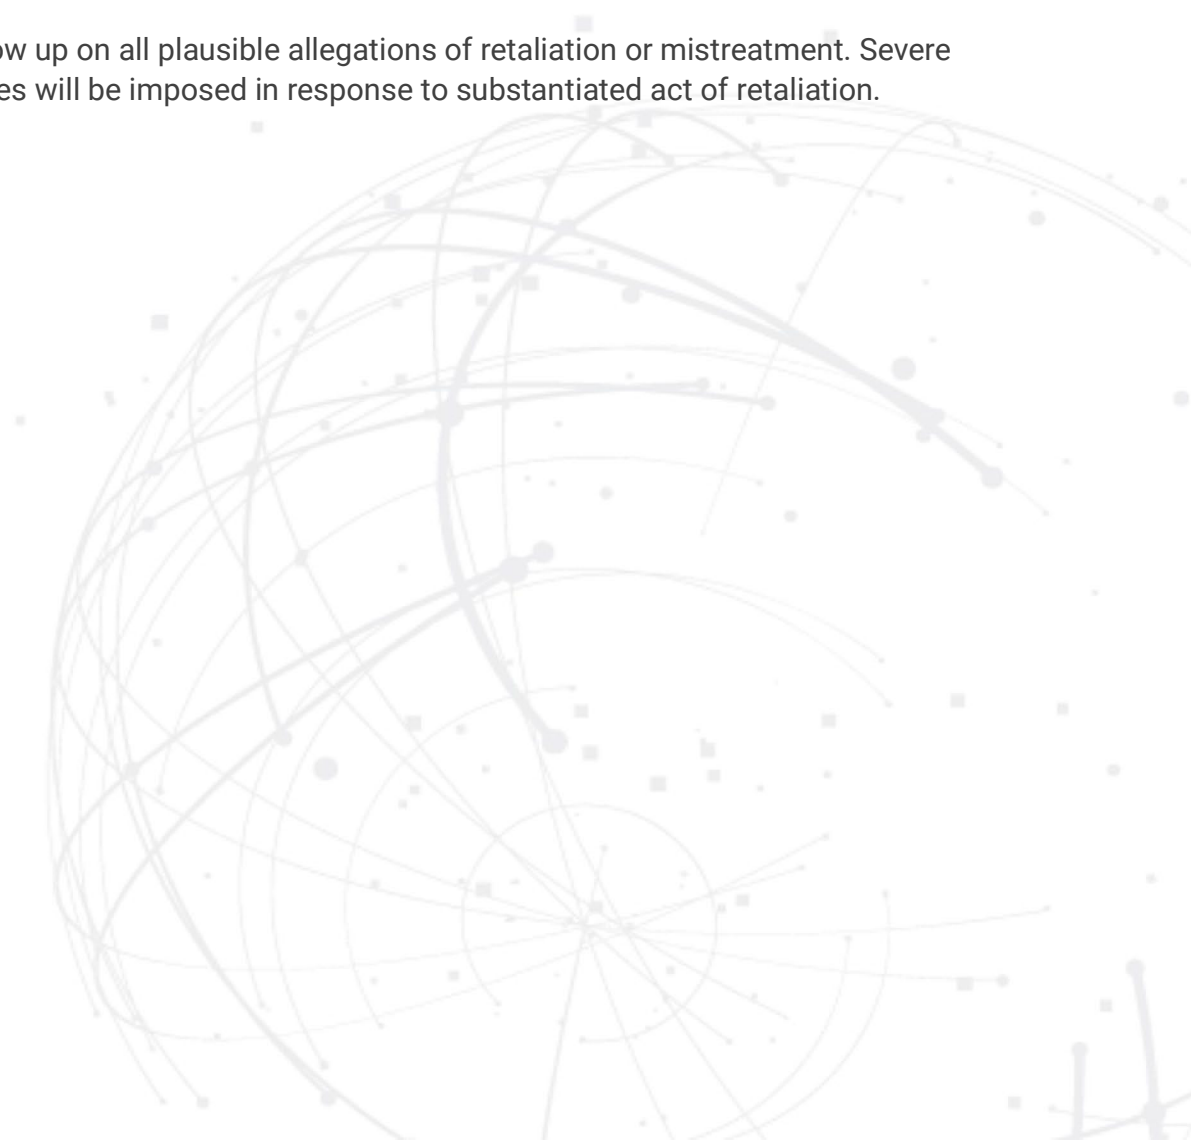 ow up on all plausible allegations of retaliation or mistreatment. Severe
es will be imposed in response to substantiated act of retaliation.